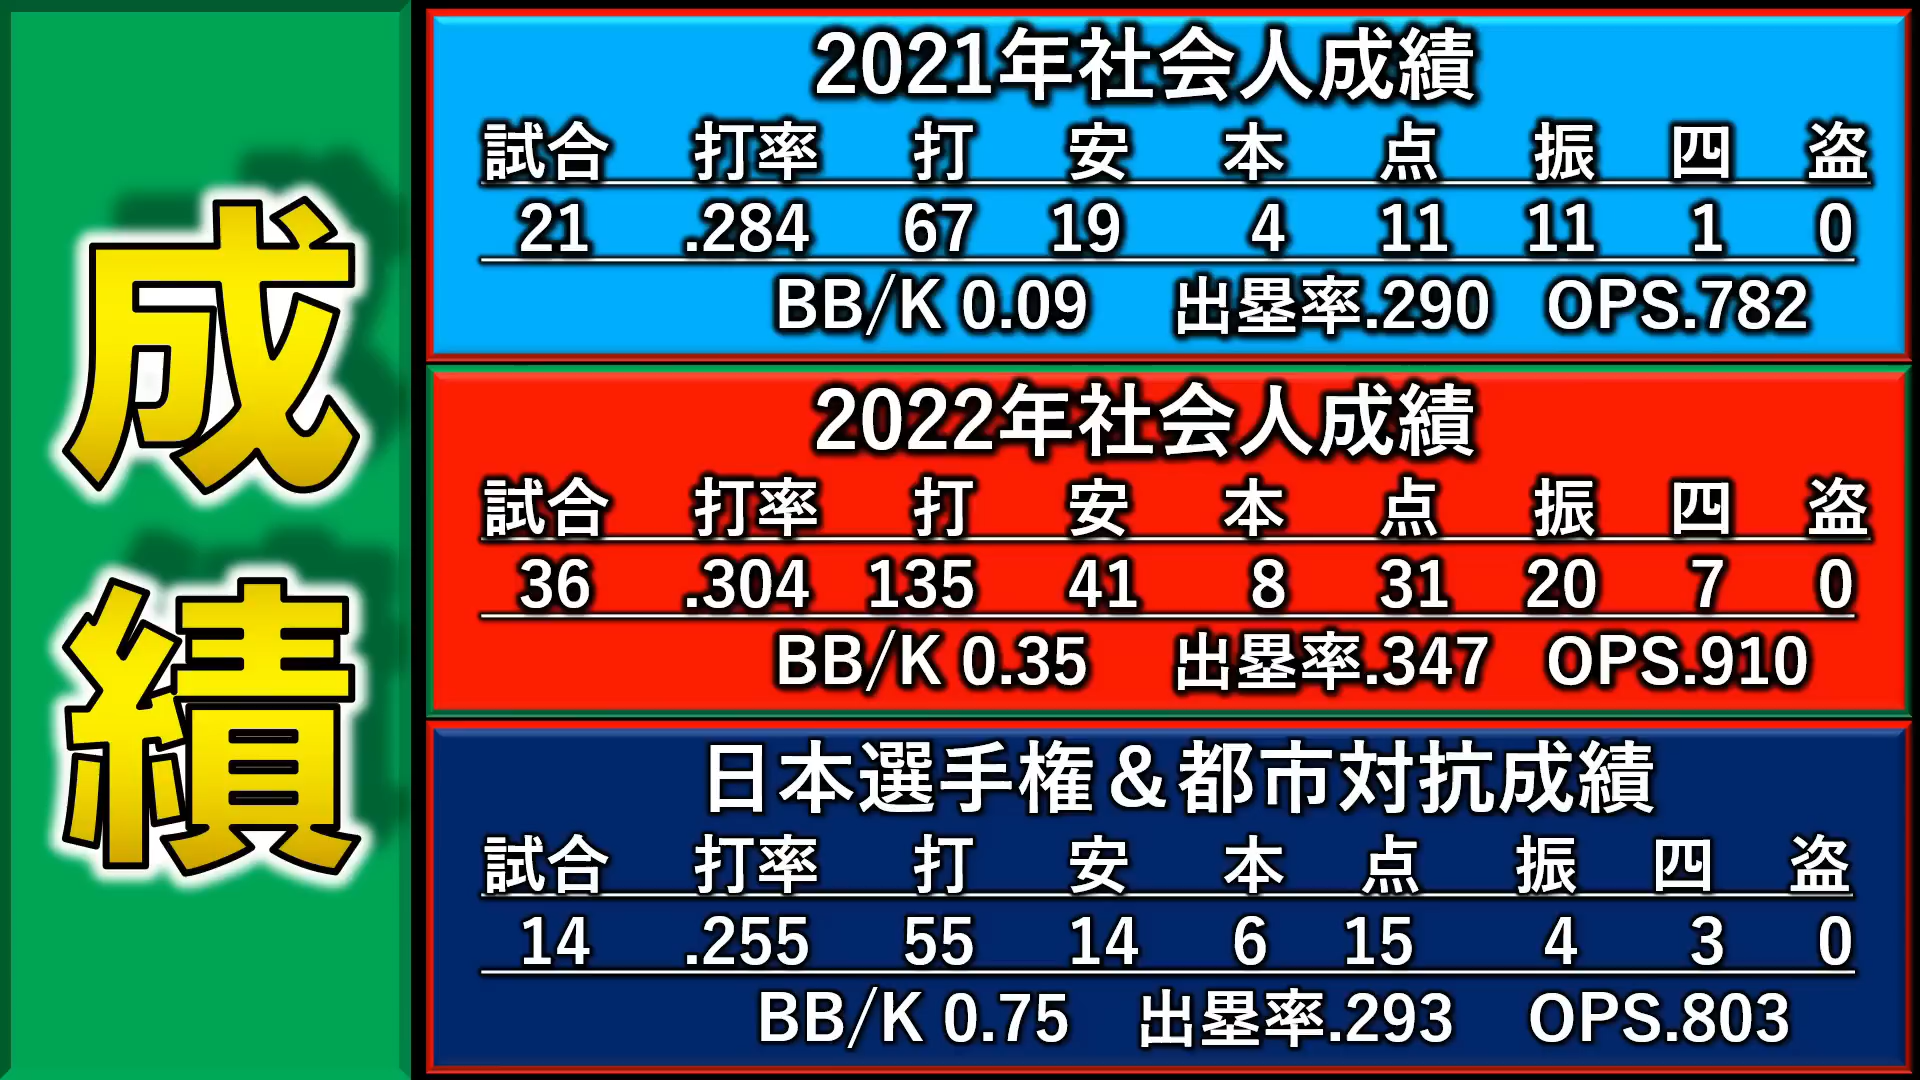 成績
2021年社会人成績
試合 打率 打 安 本 点 振 四 盗
21 .284 67 19 4 11 11 1 0
BB/K 0.09 出塁率.290 OPS.782
2022年社会人成績
試合 打率 打 安 本 点 振 四 盗
36 .304 135 41 8 31 20 7 0
BB/K 0.35 出塁率.347 OPS.910
日本選手権＆都市対抗成績
試合 打率 打 安 本 点 振 四 盗
14 .255 55 14 6 15 4 3 0
BB/K 0.75 出塁率.293 OPS.803